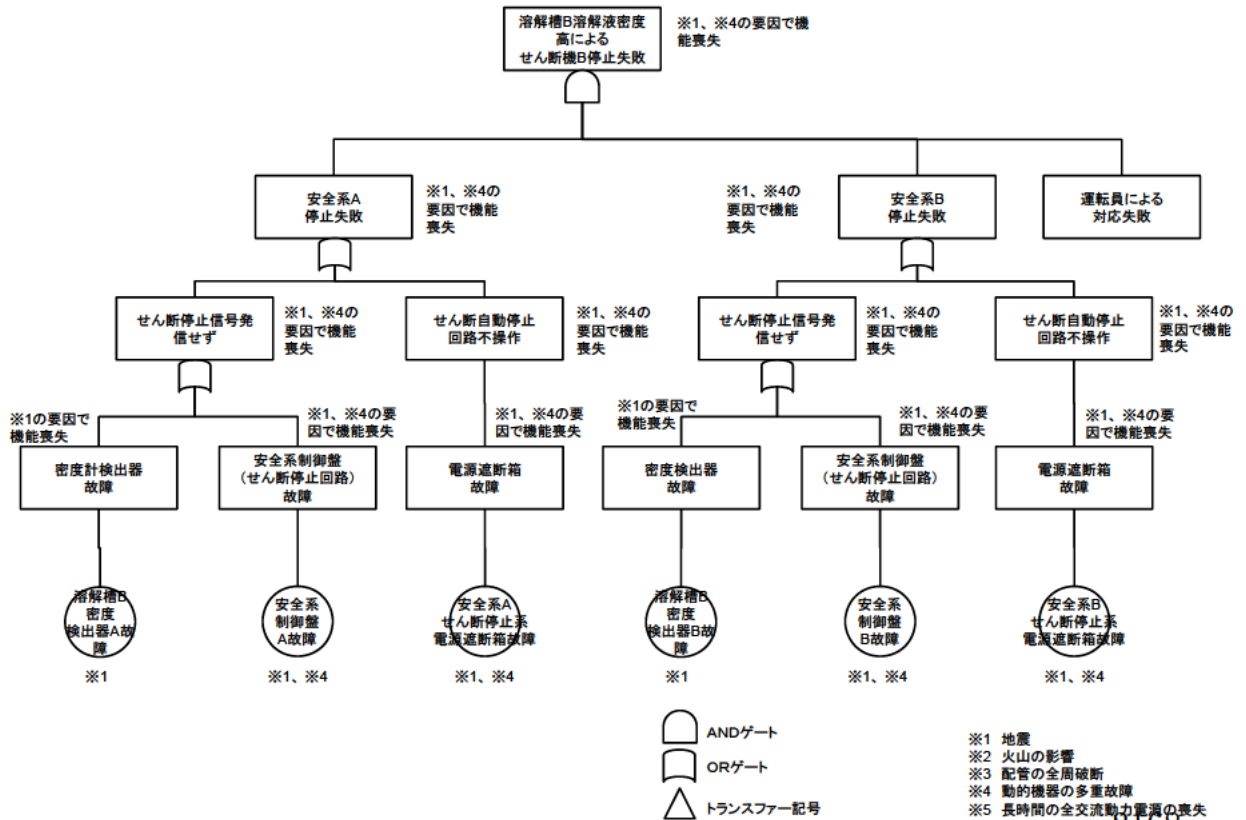 溶解槽B溶解液密度
高による
せん断機B停止失敗
※1、※4の要因で機
能喪失
安全系A
停止失敗
※1、※4の
要因で機能
喪失
※1、※4の
要因で機能
喪失
安全系B
停止失敗
運転員による
対応失敗
せん断停止信号発
信せず
※1、※4の
要因で機能
喪失
せん断自動停止
回路不操作
※1、※4の
要因で機能
喪失
せん断停止信号発
信せず
※1、※4の
要因で機能
喪失
せん断自動停止
回路不操作
※1、※4の
要因で機能
喪失
※1の要因で
機能喪失
※1、※4の要
因で機能喪失
※1、※4の要
因で機能喪失
※1の要因で
機能喪失
※1、※4の要
因で機能喪失
※1、※4の要
因で機能喪失
密度計検出器
故障
安全系制御盤
(せん断停止回路)
故障
電源遮断箱
故障
密度検出器
故障
安全系制御盤
(せん断停止回路)
故障
電源遮断箱
故障
溶解槽B
密度
検出器A故
障
安全系
制御盤
A故障
安全系A
せん断停止系
電源遮断箱故障
溶解槽B
密度
検出器B故
障
安全系
制御盤
B故障
安全系B
せん断停止系
電源遮断箱故障
※1
※1、※4
※1、※4
※1
※1、※4
※1、※4
ANDゲート
ORゲート
トランスファー記号
※1 地震
※2 火山の影響
※3 配管の全周破断
※4 動的機器の多重故障
※5 長時間の全交流動力電源の喪失